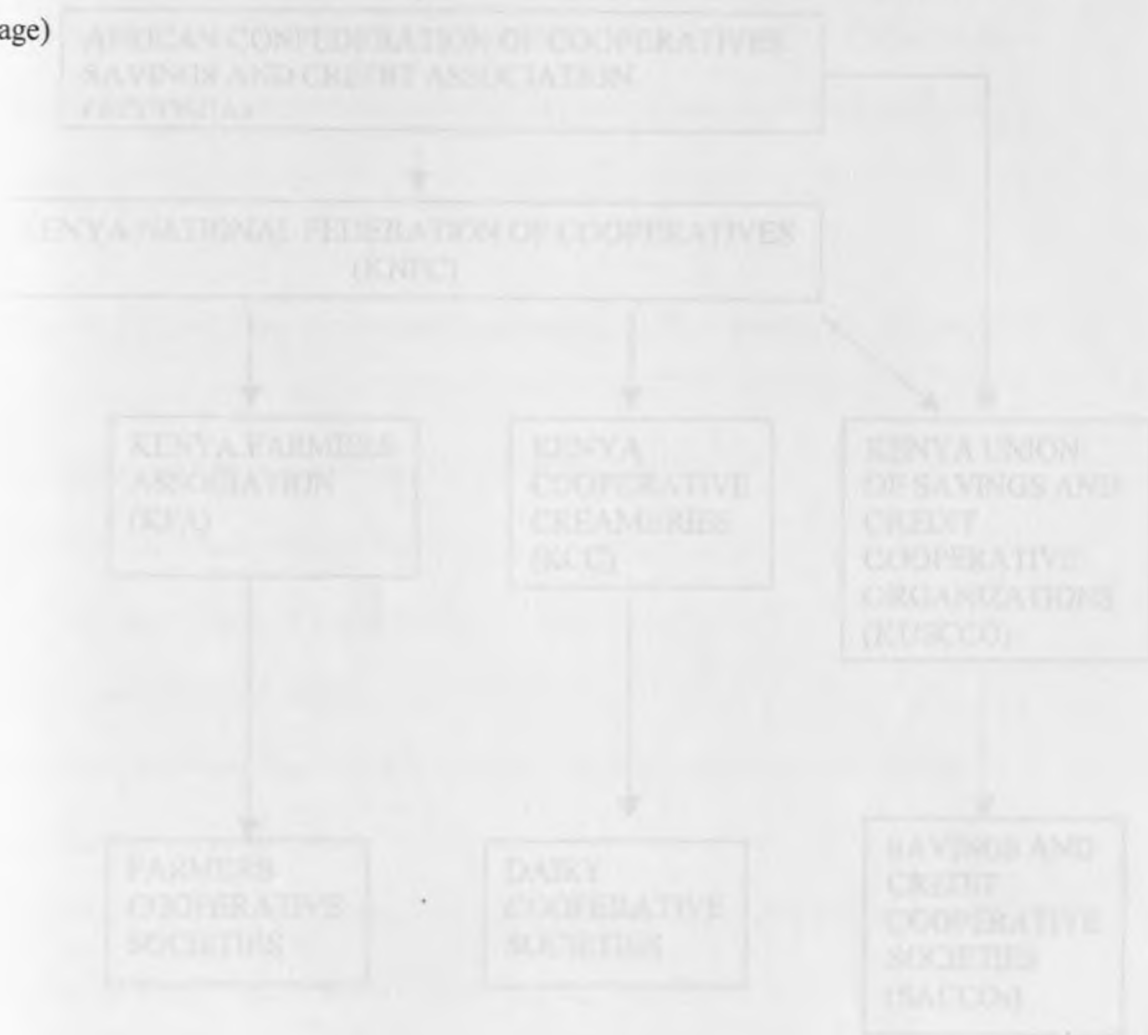 age)
AFRICAN CONFEDERATION OF COOPERATIVES
SAVINGS AND CREDIT ASSOCIATION
KENYA NATIONAL FEDERATION OF COOPERATIVES
(KNFC)
KENYA FARMERS
ASSOCIATION
(KFA)
KENYA
COOPERATIVE
CREAMERIES
(KCC)
KENYA UNION
OF SAVINGS AND
CREDIT
COOPERATIVE
ORGANIZATIONS
(KUSCCO)
FARMERS
COOPERATIVE
SOCIETIES
DAIRY
COOPERATIVE
SOCIETIES
SAVINGS AND
CREDIT
COOPERATIVE
SOCIETIES
(SACCOs)